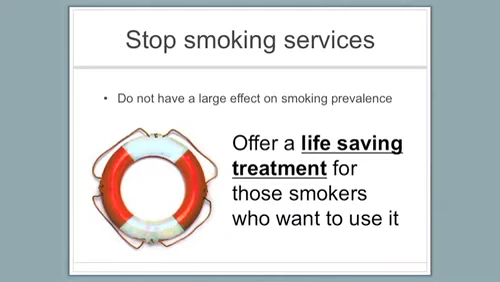 Stop smoking services
• Do not have a large effect on smoking prevalence
Offer a life saving
treatment for
those smokers
who want to use it